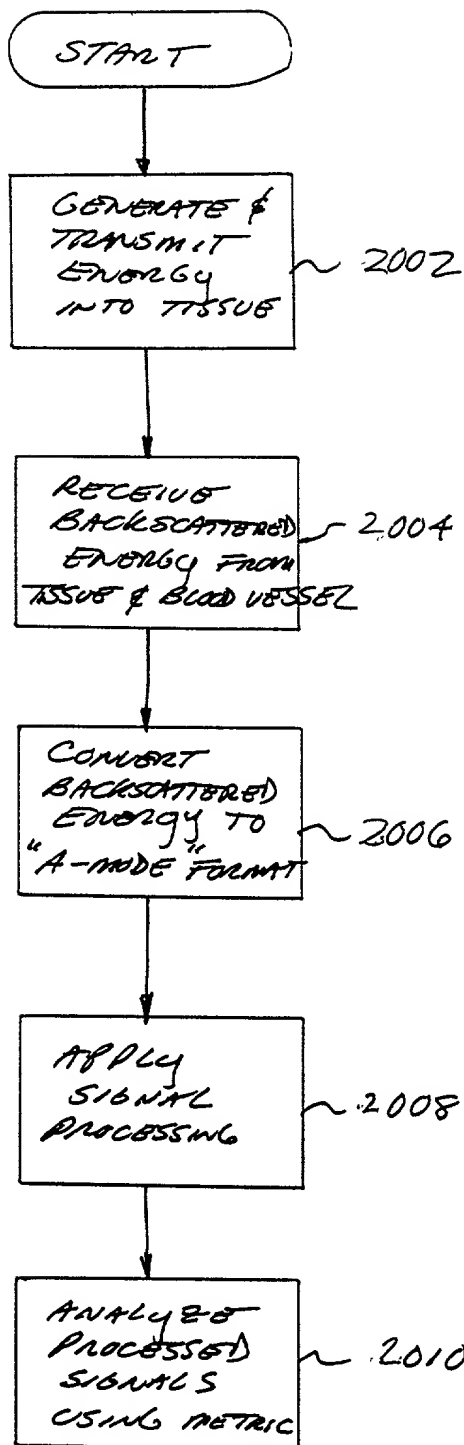 START
GENERATE &
TRANSMIT
ENERGY
INTO TISSUE
2002
RECEIVE
BACKSCATTERED
ENERGY FROM
TISSUE & BLOOD VESSEL
2004
CONVERT
BACKSCATTERED
ENERGY TO
"A-MODE" FORMAT
2006
APPLY
SIGNAL
PROCESSING
2008
ANALYZE
PROCESSED
SIGNALS
USING METRIC
2010